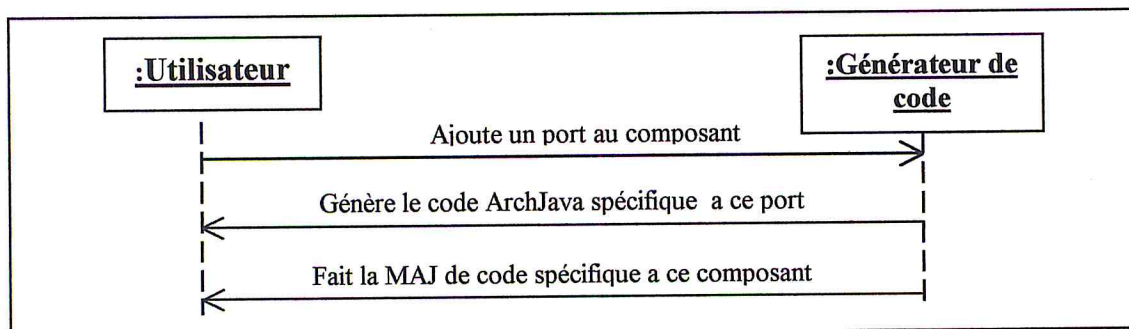 :Utilisateur
:Générateur de
code
Ajoute un port au composant
Génère le code ArchJava spécifique a ce port
Fait la MAJ de code spécifique a ce composant